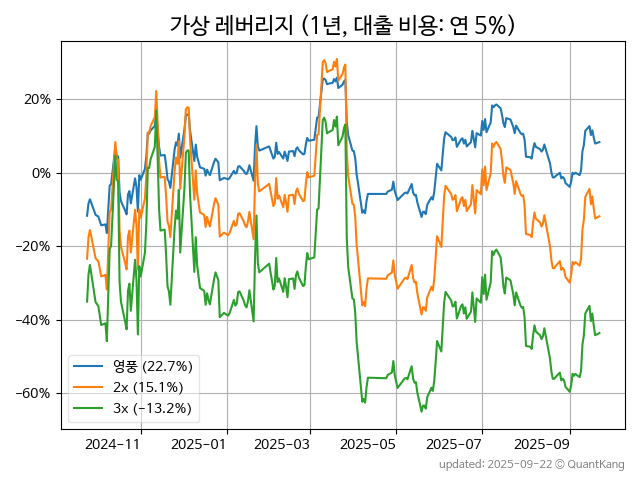 가상 레버리지 (1년, 대출 비용: 연 5%)
20%
0%
−20%
−40%
−60%
영풍 (22.7%)
2x (15.1%)
3x (−13.2%)
2024-11
2025-01
2025-03
2025-05
2025-07
2025-09
updated: 2025-09-22 © QuantKang